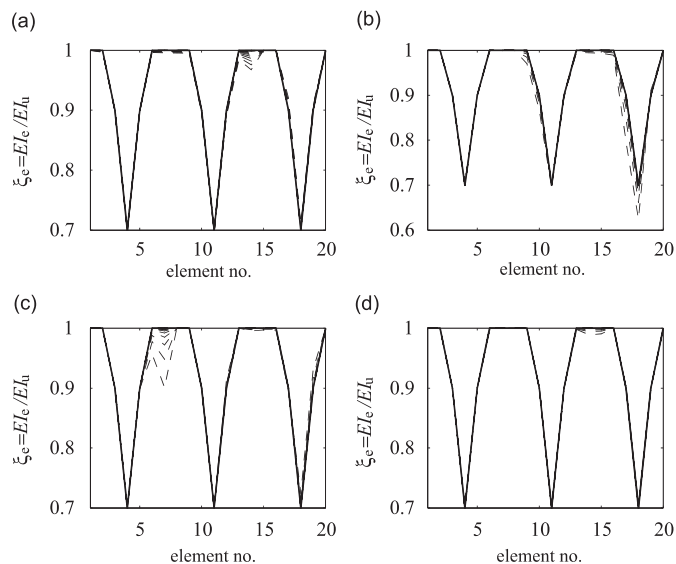 (a)
1
0.9
0.8
0.7
5 10 15 20
element no.
ξe=EIe/EIu
(b)
1
0.9
0.8
0.7
0.6
5 10 15 20
element no.
ξe=EIe/EIu
(c)
1
0.9
0.8
0.7
5 10 15 20
element no.
ξe=EIe/EIu
(d)
1
0.9
0.8
0.7
5 10 15 20
element no.
ξe=EIe/EIu